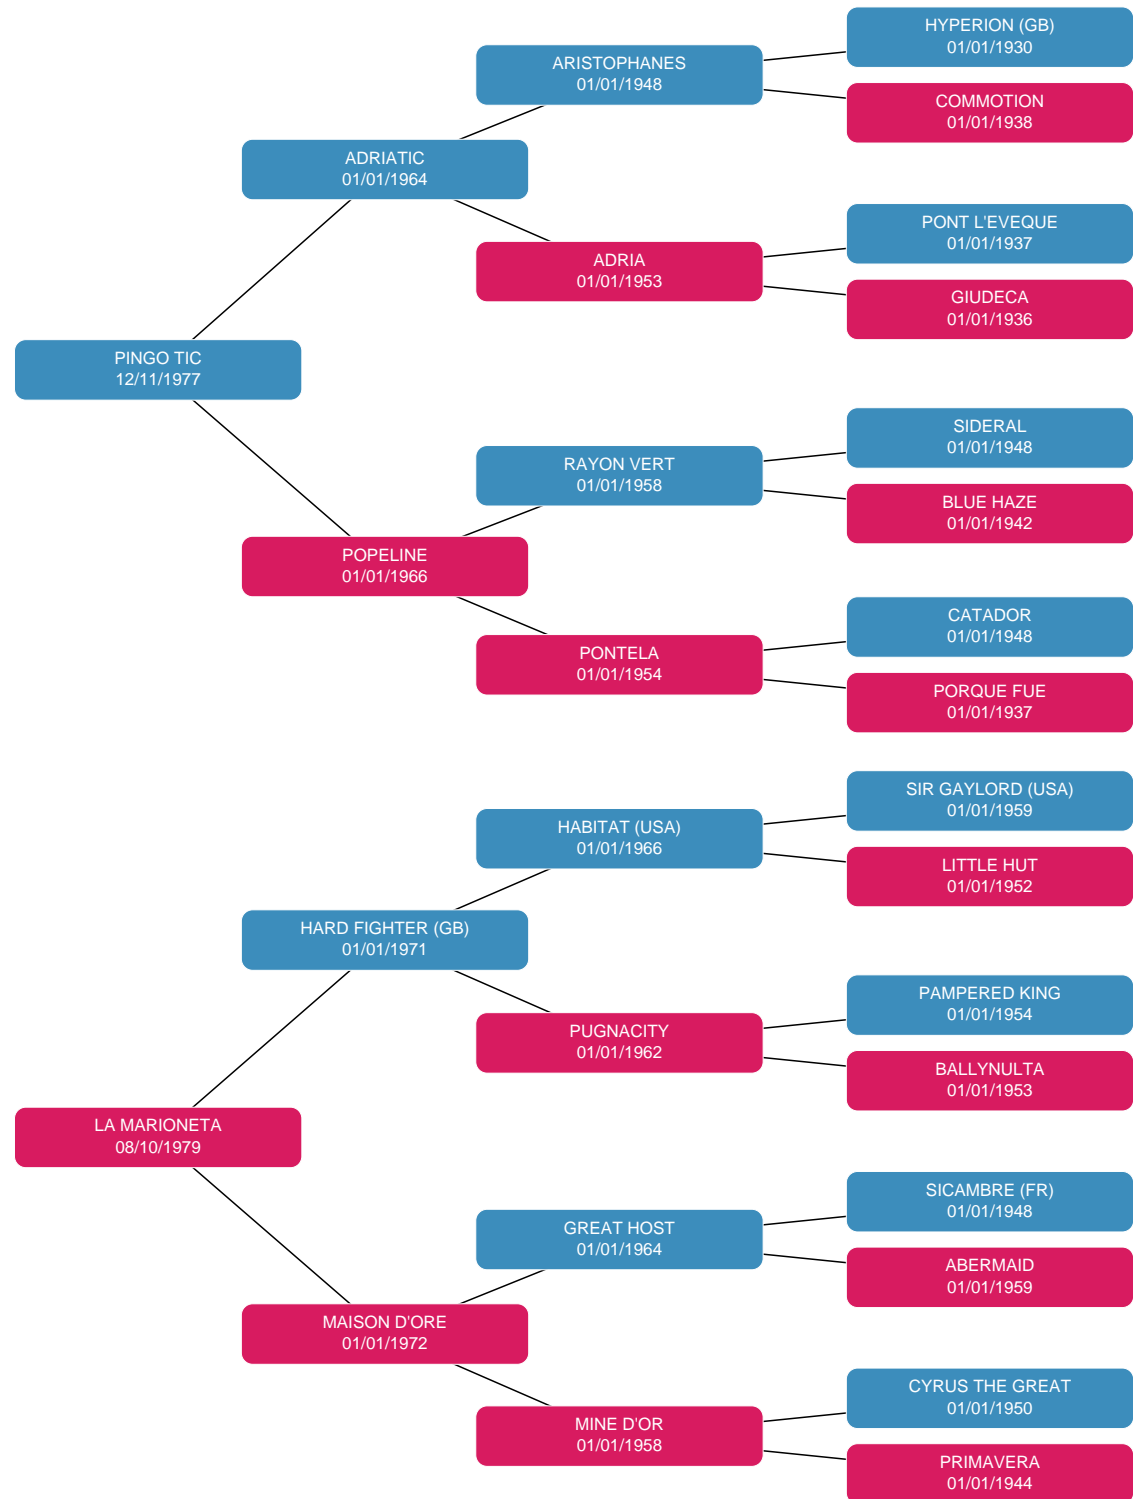 HYPERION (GB)
01/01/1930
ARISTOPHANES
01/01/1948
COMMOTION
01/01/1938
ADRIATIC
01/01/1964
PONT L'EVEQUE
01/01/1937
ADRIA
01/01/1953
GIUDECA
01/01/1936
PINGO TIC
12/11/1977
SIDERAL
01/01/1948
RAYON VERT
01/01/1958
BLUE HAZE
01/01/1942
POPELINE
01/01/1966
CATADOR
01/01/1948
PONTELA
01/01/1954
PORQUE FUE
01/01/1937
SIR GAYLORD (USA)
01/01/1959
HABITAT (USA)
01/01/1966
LITTLE HUT
01/01/1952
HARD FIGHTER (GB)
01/01/1971
PAMPERED KING
01/01/1954
PUGNACITY
01/01/1962
BALLYNULTA
01/01/1953
LA MARIONETA
08/10/1979
SICAMBRE (FR)
01/01/1948
GREAT HOST
01/01/1964
ABERMAID
01/01/1959
MAISON D'ORE
01/01/1972
CYRUS THE GREAT
01/01/1950
MINE D'OR
01/01/1958
PRIMAVERA
01/01/1944